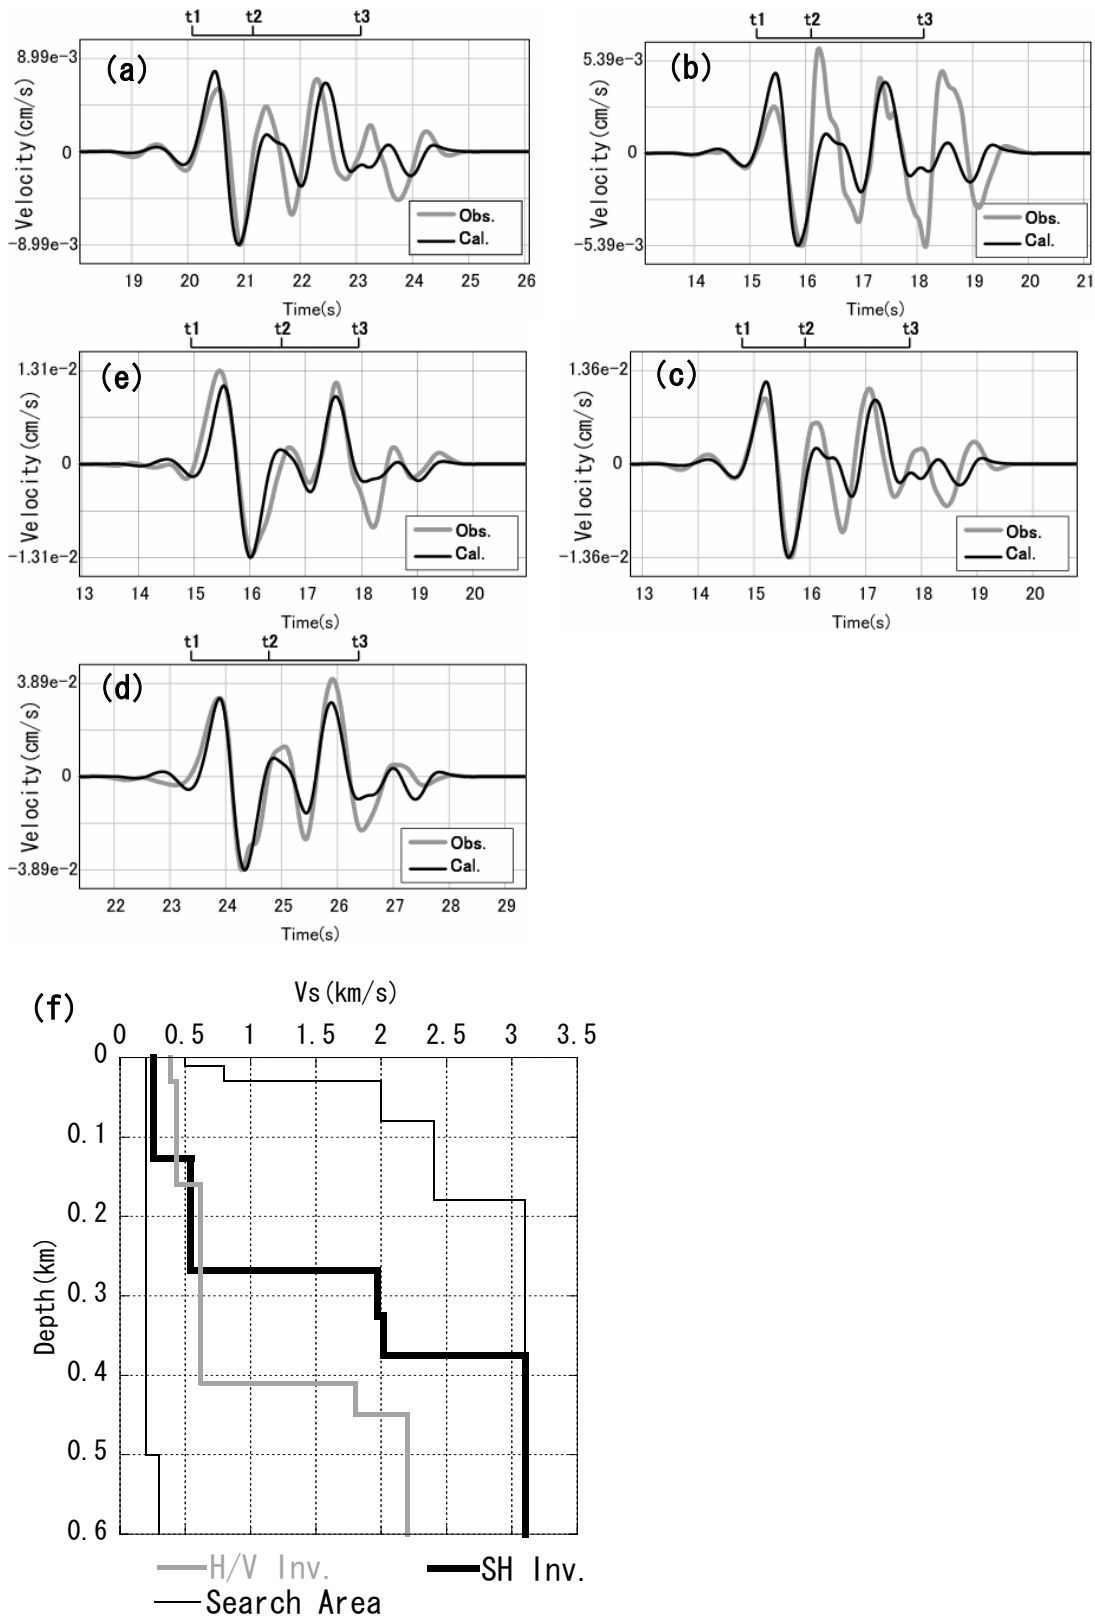 t1 t2 t3
(a)
8.99e-3
0
-8.99e-3
Velocity(cm/s)
Obs.
Cal.
19 20 21 22 23 24 25 26
Time(s)
t1 t2 t3
(b)
5.39e-3
0
-5.39e-3
Velocity(cm/s)
Obs.
Cal.
14 15 16 17 18 19 20 21
Time(s)
t1 t2 t3
(e)
1.31e-2
0
-1.31e-2
Velocity(cm/s)
Obs.
Cal.
13 14 15 16 17 18 19 20
Time(s)
t1 t2 t3
(c)
1.36e-2
0
-1.36e-2
Velocity(cm/s)
Obs.
Cal.
13 14 15 16 17 18 19 20
Time(s)
t1 t2 t3
(d)
3.89e-2
0
-3.89e-2
Velocity(cm/s)
Obs.
Cal.
22 23 24 25 26 27 28 29
Time(s)
(f)
Vs(km/s)
0 0.5 1 1.5 2 2.5 3 3.5
0
0.1
0.2
0.3
0.4
0.5
0.6
Depth(km)
H/V Inv.
SH Inv.
Search Area